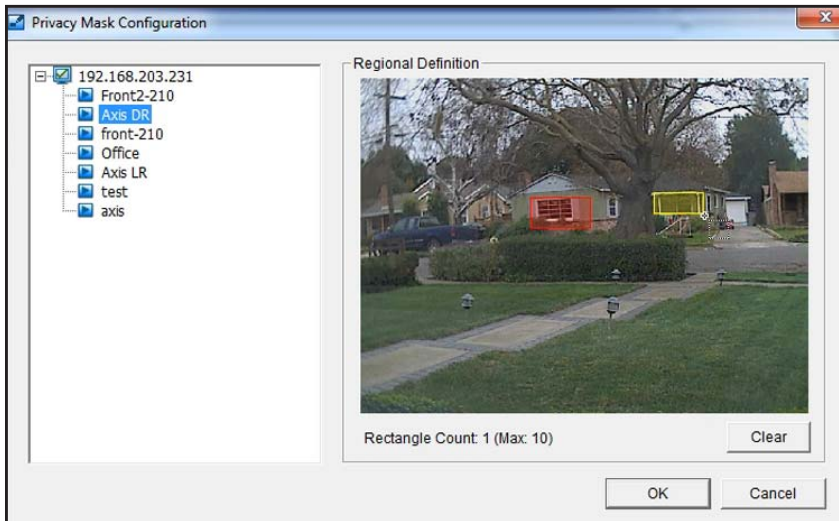 Privacy Mask Configuration
192.168.203.231
Front2-210
Axis DR
front-210
Office
Axis LR
test
axis
Regional Definition
Rectangle Count: 1 (Max: 10)
Clear
OK
Cancel